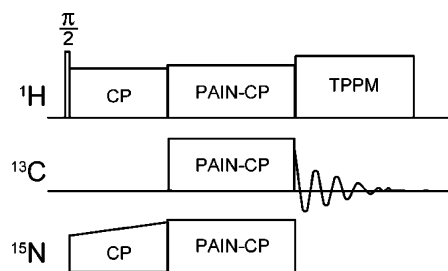 π/2
¹H CP PAIN-CP TPPM
¹³C PAIN-CP
¹⁵N CP PAIN-CP